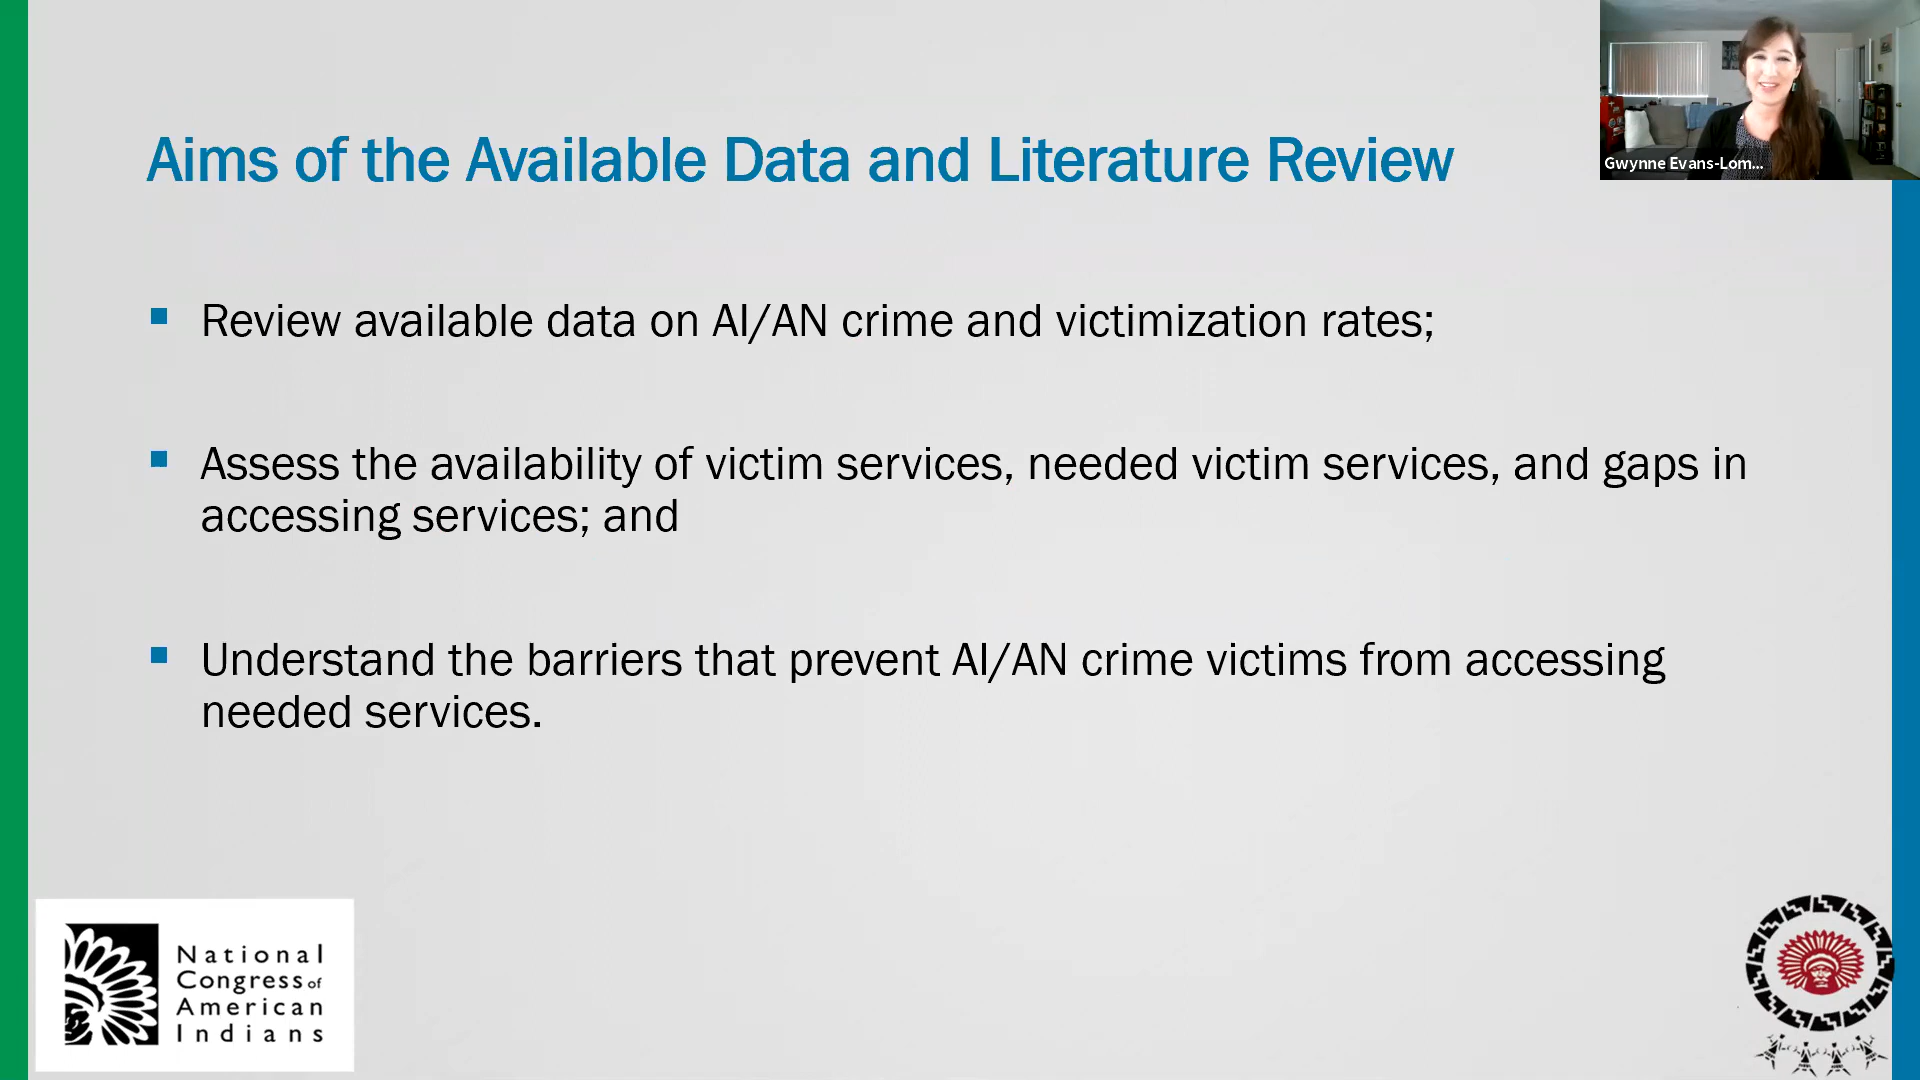 Aims of the Available Data and Literature Review
Gwynne Evans-Lom...
Review available data on AI/AN crime and victimization rates;
Assess the availability of victim services, needed victim services, and gaps in
accessing services; and
Understand the barriers that prevent AI/AN crime victims from accessing
needed services.
National
Congress of
American
Indians